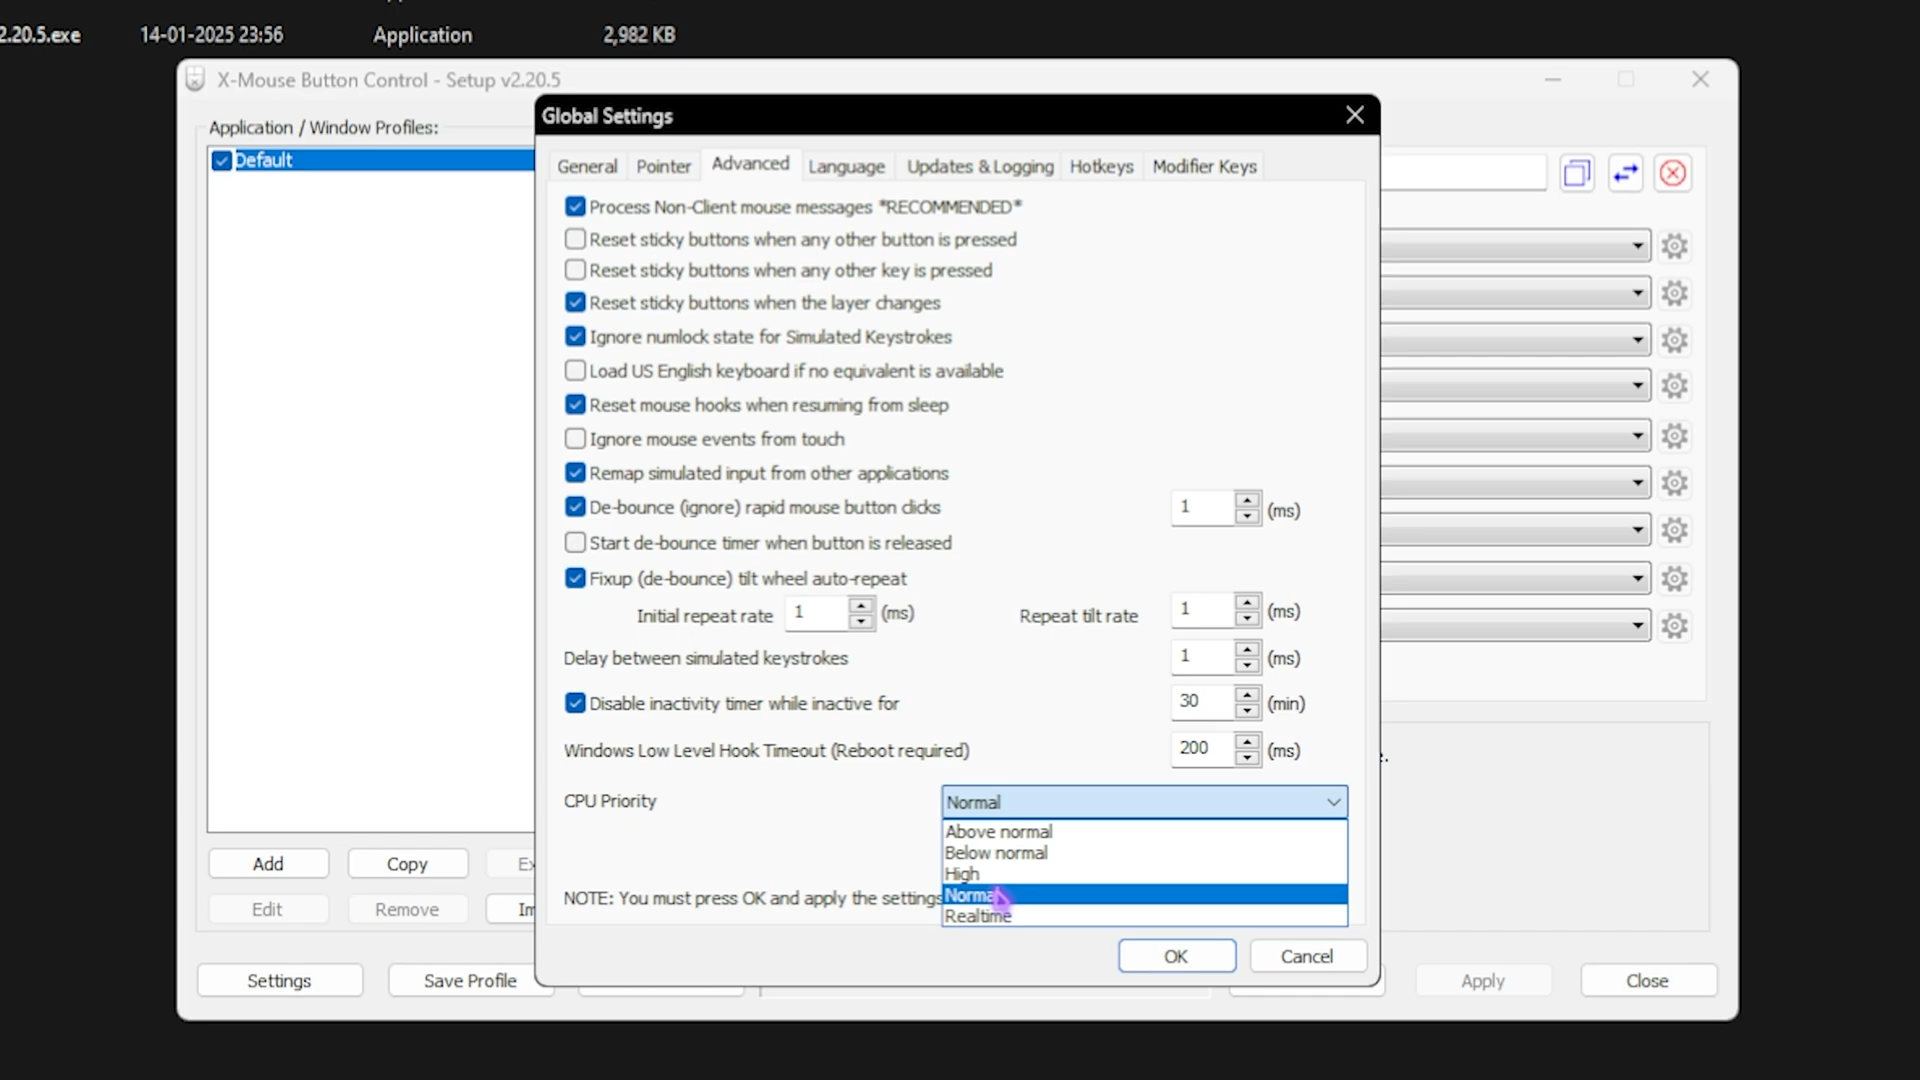 2.20.5.exe 14-01-2025 23:56 Application 2,982 KB
X-Mouse Button Control - Setup v2.20.5
Application / Window Profiles:
Default
Global Settings
General Pointer Advanced Language Updates & Logging Hotkeys Modifier Keys
Process Non-Client mouse messages *RECOMMENDED*
Reset sticky buttons when any other button is pressed
Reset sticky buttons when any other key is pressed
Reset sticky buttons when the layer changes
Ignore numlock state for Simulated Keystrokes
Load US English keyboard if no equivalent is available
Reset mouse hooks when resuming from sleep
Ignore mouse events from touch
Remap simulated input from other applications
De-bounce (ignore) rapid mouse button clicks 1 (ms)
Start de-bounce timer when button is released
Fixup (de-bounce) tilt wheel auto-repeat
Initial repeat rate 1 (ms) Repeat tilt rate 1 (ms)
Delay between simulated keystrokes 1 (ms)
Disable inactivity timer while inactive for 30 (min)
Windows Low Level Hook Timeout (Reboot required) 200 (ms)
CPU Priority Normal
Above normal
Below normal
High
Normal
Realtime
NOTE: You must press OK and apply the settings
OK Cancel
Add Copy Ex
Edit Remove Im
Settings Save Profile Apply Close